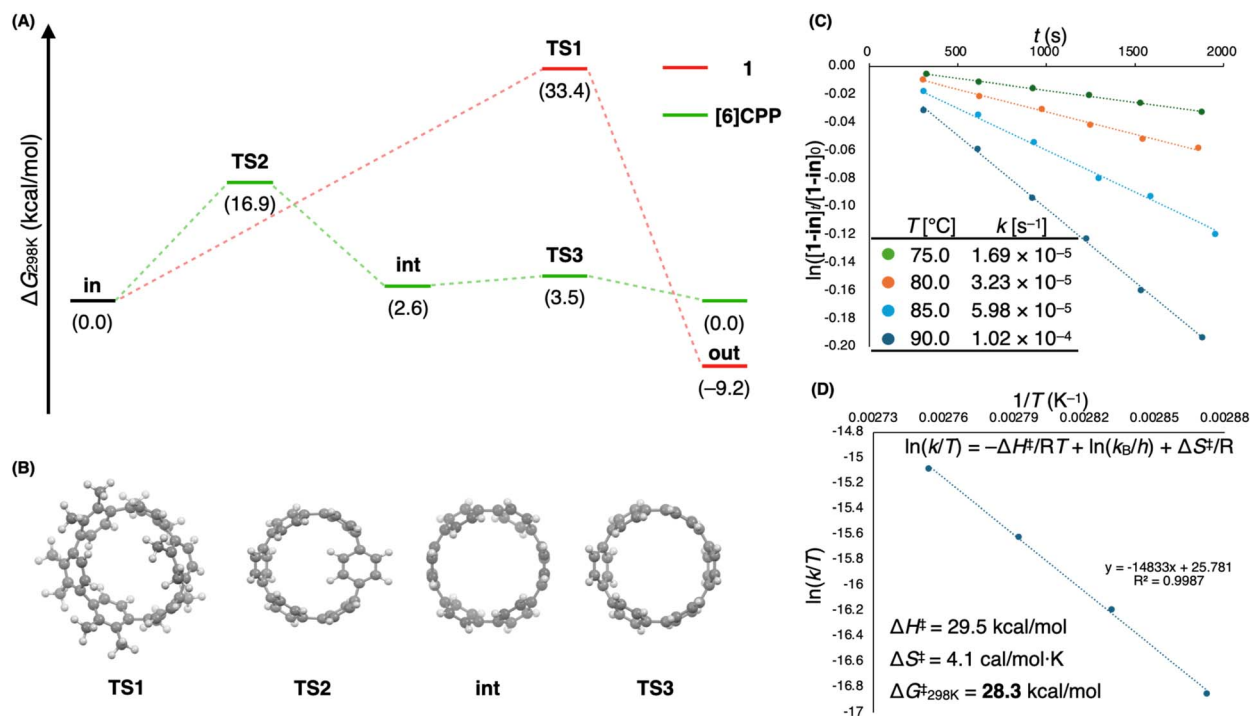 (A)
ΔG298K (kcal/mol)
TS1
(33.4)
1
[6]CPP
TS2
(16.9)
in
(0.0)
int
(2.6)
TS3
(3.5)
(0.0)
out
(–9.2)
(B)
TS1
TS2
int
TS3
(C)
t (s)
0 500 1000 1500 2000
0.00
-0.02
-0.04
-0.06
-0.08
-0.10
-0.12
-0.14
-0.16
-0.18
-0.20
ln([1-in]t/[1-in]0)
T [°C] k [s–1]
75.0 1.69 × 10–5
80.0 3.23 × 10–5
85.0 5.98 × 10–5
90.0 1.02 × 10–4
(D)
1/T (K–1)
0.00273 0.00276 0.00279 0.00282 0.00285 0.00288
-14.8
-15
-15.2
-15.4
-15.6
-15.8
-16
-16.2
-16.4
-16.6
-16.8
-17
ln(k/T)
ln(k/T) = –ΔH‡/RT + ln(kB/h) + ΔS‡/R
y = -14833x + 25.781
R² = 0.9987
ΔH‡ = 29.5 kcal/mol
ΔS‡ = 4.1 cal/mol·K
ΔG‡298K = 28.3 kcal/mol